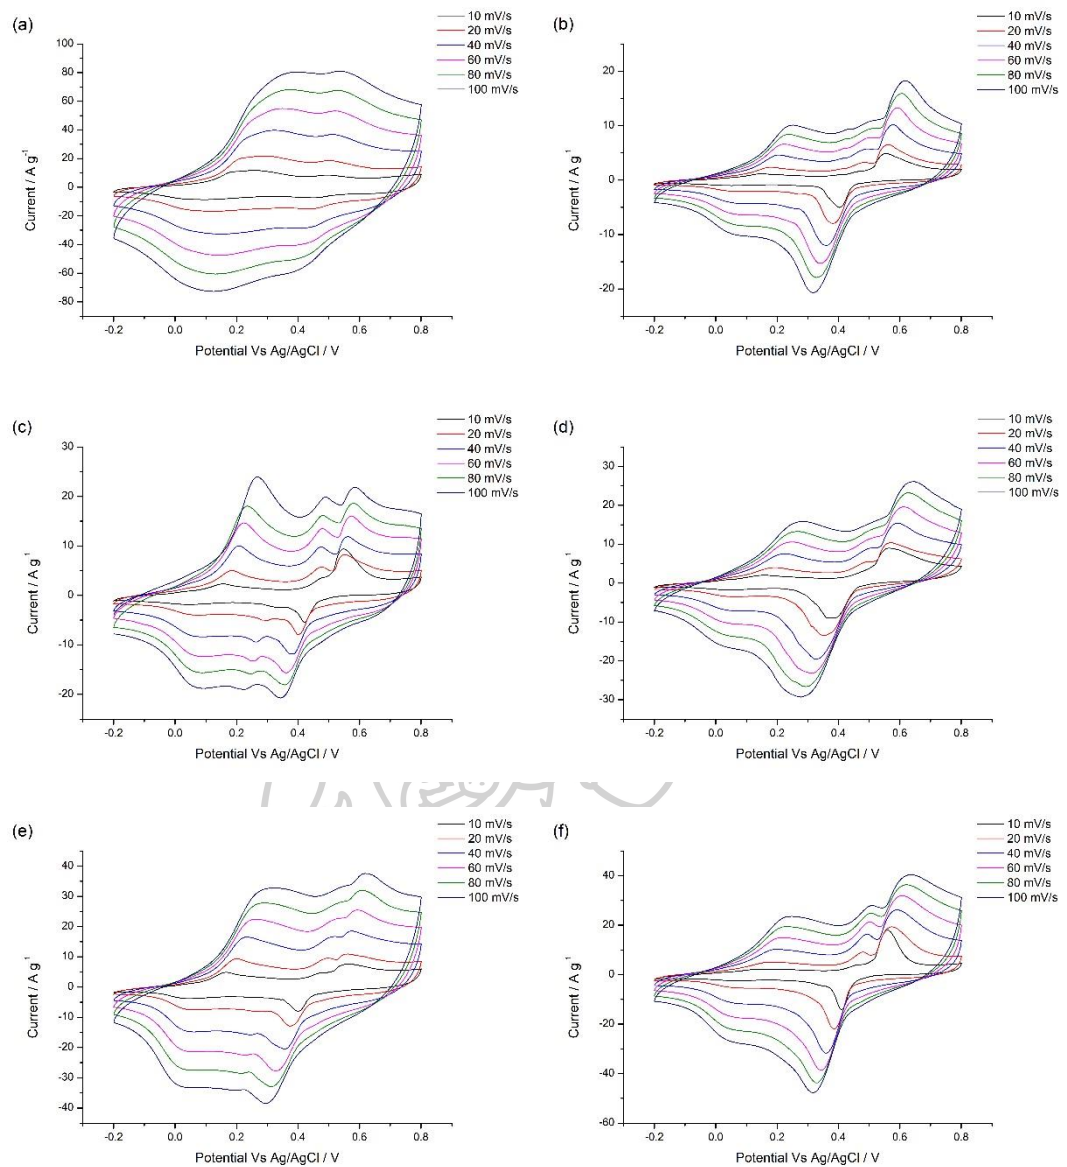 (a)
10 mV/s
20 mV/s
40 mV/s
60 mV/s
80 mV/s
100 mV/s
100
80
60
40
20
0
-20
-40
-60
-80
Current / A g-1
-0.2 0.0 0.2 0.4 0.6 0.8
Potential Vs Ag/AgCl / V
(b)
10 mV/s
20 mV/s
40 mV/s
60 mV/s
80 mV/s
100 mV/s
20
10
0
-10
-20
Current / A g-1
-0.2 0.0 0.2 0.4 0.6 0.8
Potential Vs Ag/AgCl / V
(c)
10 mV/s
20 mV/s
40 mV/s
60 mV/s
80 mV/s
100 mV/s
30
20
10
0
-10
-20
Current / A g-1
-0.2 0.0 0.2 0.4 0.6 0.8
Potential Vs Ag/AgCl / V
(d)
10 mV/s
20 mV/s
40 mV/s
60 mV/s
80 mV/s
100 mV/s
30
20
10
0
-10
-20
-30
Current / A g-1
-0.2 0.0 0.2 0.4 0.6 0.8
Potential Vs Ag/AgCl / V
(e)
10 mV/s
20 mV/s
40 mV/s
60 mV/s
80 mV/s
100 mV/s
40
30
20
10
0
-10
-20
-30
-40
Current / A g-1
-0.2 0.0 0.2 0.4 0.6 0.8
Potential Vs Ag/AgCl / V
(f)
10 mV/s
20 mV/s
40 mV/s
60 mV/s
80 mV/s
100 mV/s
40
20
0
-20
-40
-60
Current / A g-1
-0.2 0.0 0.2 0.4 0.6 0.8
Potential Vs Ag/AgCl / V